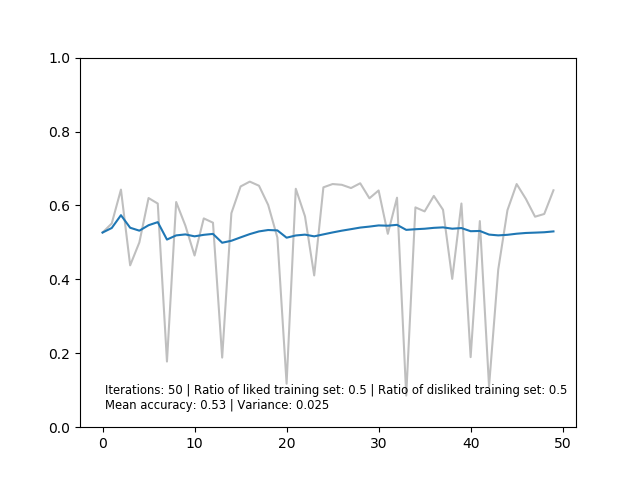 1.0
0.8
0.6
0.4
0.2
0.0
Iterations: 50 | Ratio of liked training set: 0.5 | Ratio of disliked training set: 0.5
Mean accuracy: 0.53 | Variance: 0.025
0 10 20 30 40 50